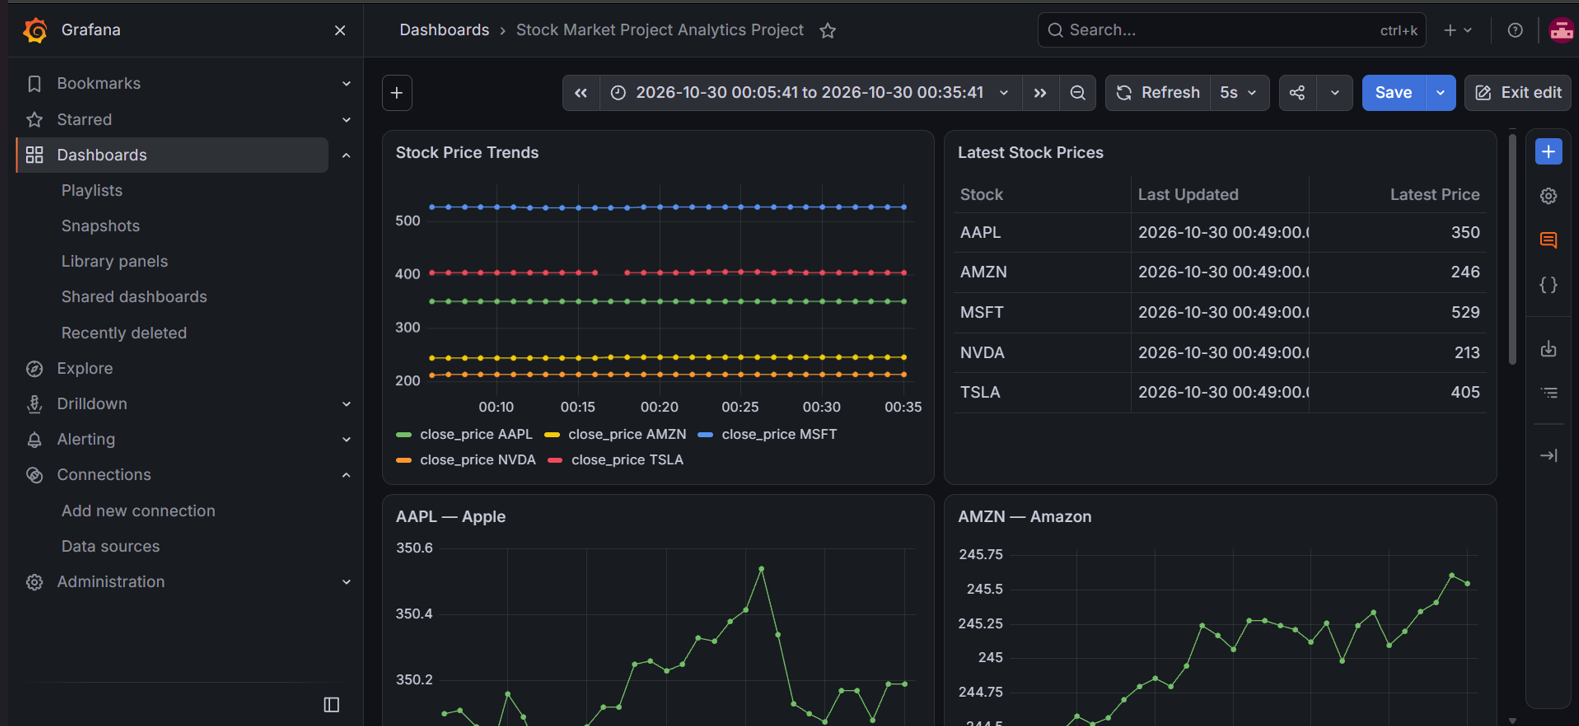 Grafana
Dashboards › Stock Market Project Analytics Project
Search... ctrl+k
Bookmarks
Starred
Dashboards
Playlists
Snapshots
Library panels
Shared dashboards
Recently deleted
Explore
Drilldown
Alerting
Connections
Add new connection
Data sources
Administration
2026-10-30 00:05:41 to 2026-10-30 00:35:41
Refresh 5s
Save
Exit edit
Stock Price Trends
500
400
300
200
00:10 00:15 00:20 00:25 00:30 00:35
close_price AAPL close_price AMZN close_price MSFT
close_price NVDA close_price TSLA
Latest Stock Prices
Stock Last Updated Latest Price
AAPL 2026-10-30 00:49:00.0 350
AMZN 2026-10-30 00:49:00.0 246
MSFT 2026-10-30 00:49:00.0 529
NVDA 2026-10-30 00:49:00.0 213
TSLA 2026-10-30 00:49:00.0 405
AAPL — Apple
350.6
350.4
350.2
AMZN — Amazon
245.75
245.5
245.25
245
244.75
244.5